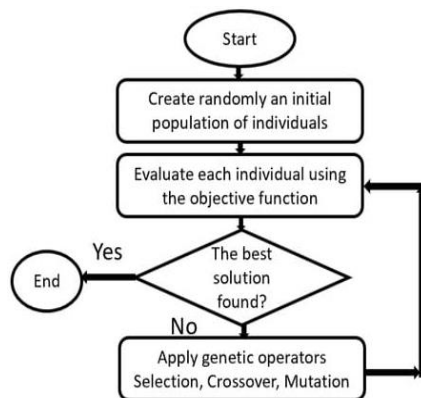 Start
Create randomly an initial
population of individuals
Evaluate each individual using
the objective function
Yes
The best
solution
found?
End
No
Apply genetic operators
Selection, Crossover, Mutation